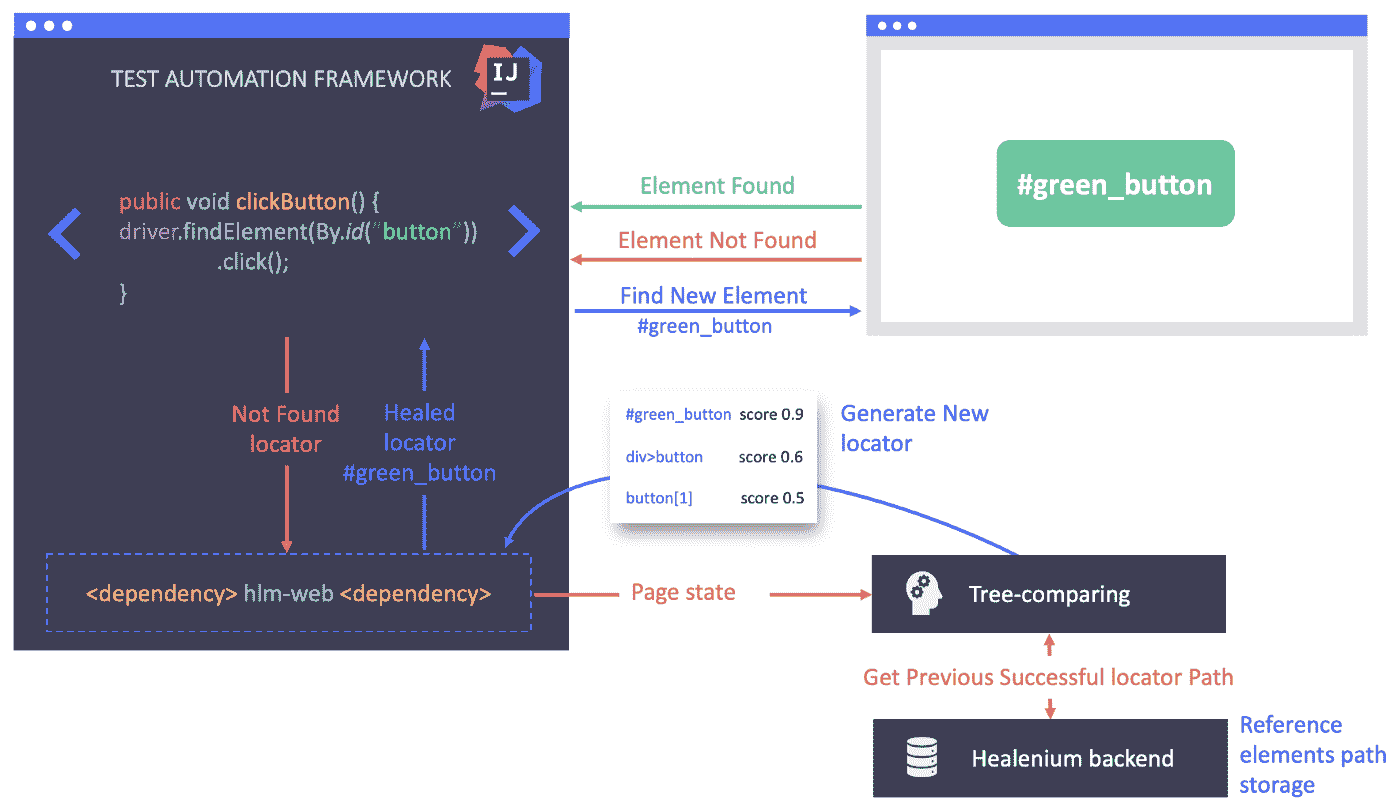 TEST AUTOMATION FRAMEWORK
IJ
public void clickButton() {
driver.findElement(By.id("button"))
.click();
}
Element Found
Element Not Found
Find New Element
#green_button
#green_button
Not Found
locator
Healed
locator
#green_button
#green_button score 0.9
div>button score 0.6
button[1] score 0.5
Generate New
locator
<dependency> hlm-web <dependency>
Page state
Tree-comparing
Get Previous Successful locator Path
Healenium backend
Reference
elements path
storage